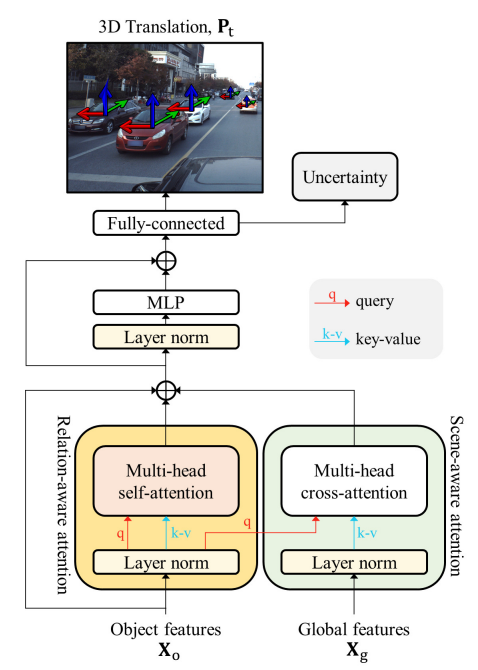 3D Translation, Pt
Uncertainty
Fully-connected
MLP
Layer norm
q
query
k-v
key-value
Relation-aware attention
Multi-head
self-attention
Multi-head
cross-attention
Scene-aware attention
q
k-v
q
k-v
Layer norm
Layer norm
Object features
Xo
Global features
Xg